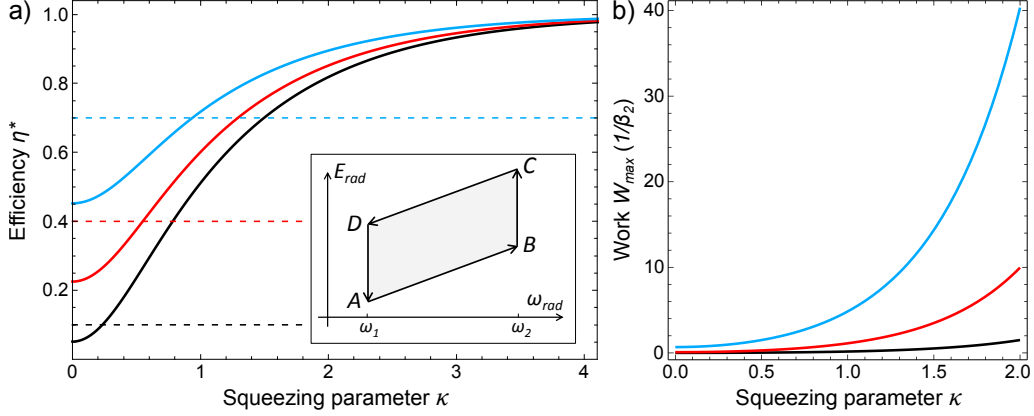 a)
Efficiency η*
1.0
0.8
0.6
0.4
0.2
0
1
2
3
4
Squeezing parameter κ
E_rad
C
D
B
A
ω_rad
ω_1
ω_2
b)
Work W_max (1/β_2)
40
30
20
10
0
0.0
0.5
1.0
1.5
2.0
Squeezing parameter κ